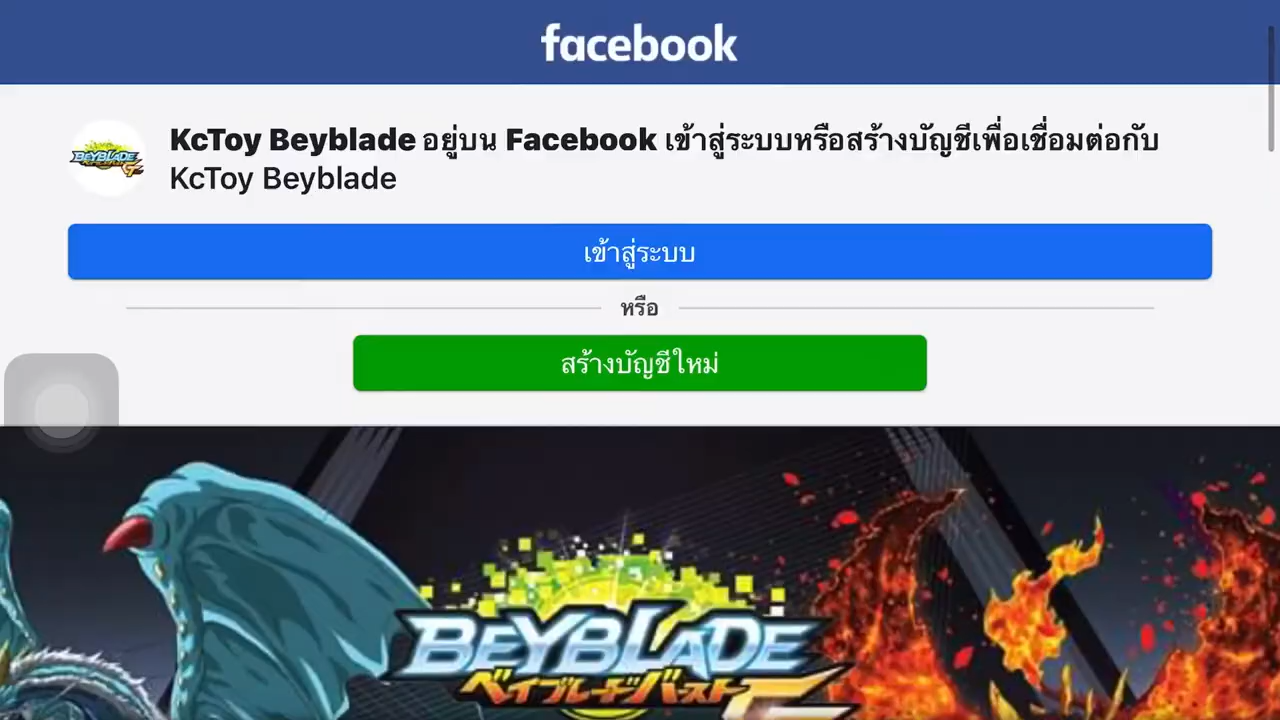 facebook
KcToy Beyblade อยู่บน Facebook เข้าสู่ระบบหรือสร้างบัญชีเพื่อเชื่อมต่อกับ
KcToy Beyblade
BEYBLADE
เข้าสู่ระบบ
หรือ
สร้างบัญชีใหม่
BEYBLADE
ベイブレードバースト